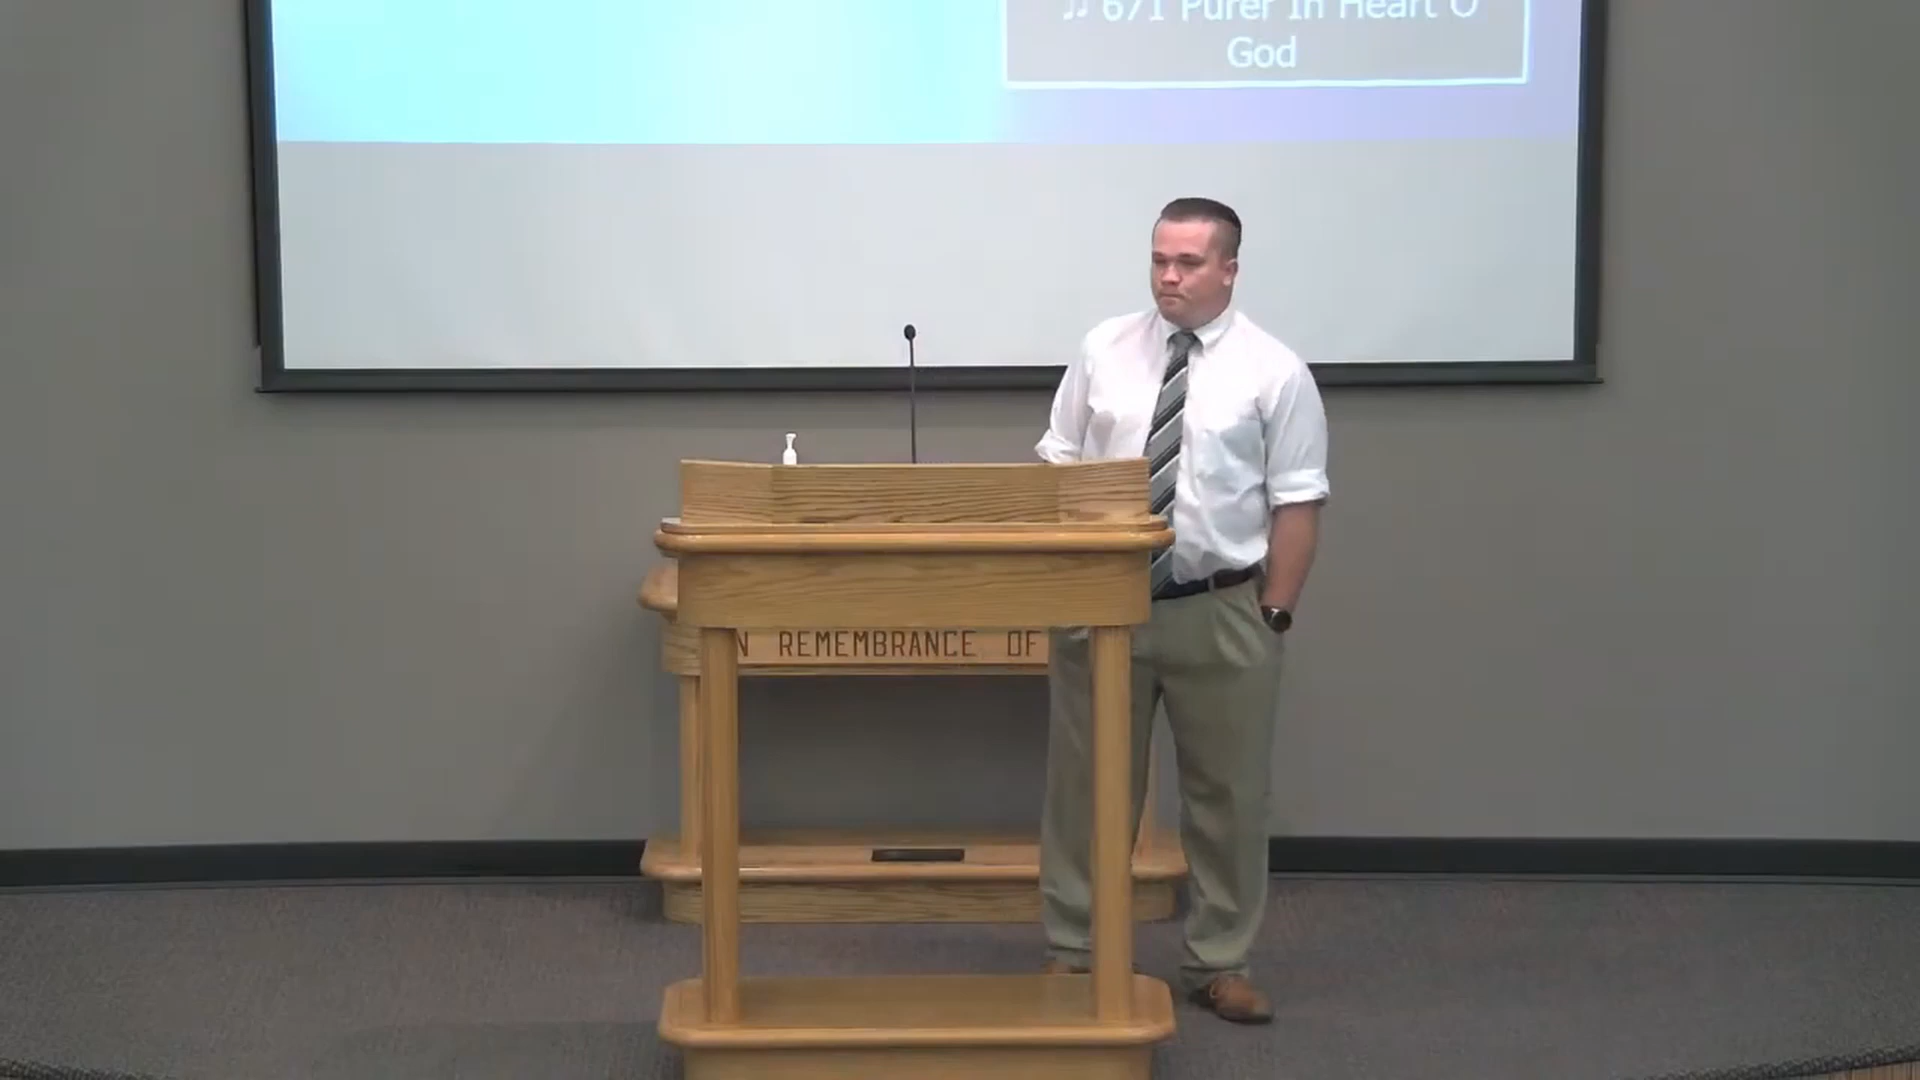 ♫ 671 Purer In Heart O
God
N REMEMBRANCE OF